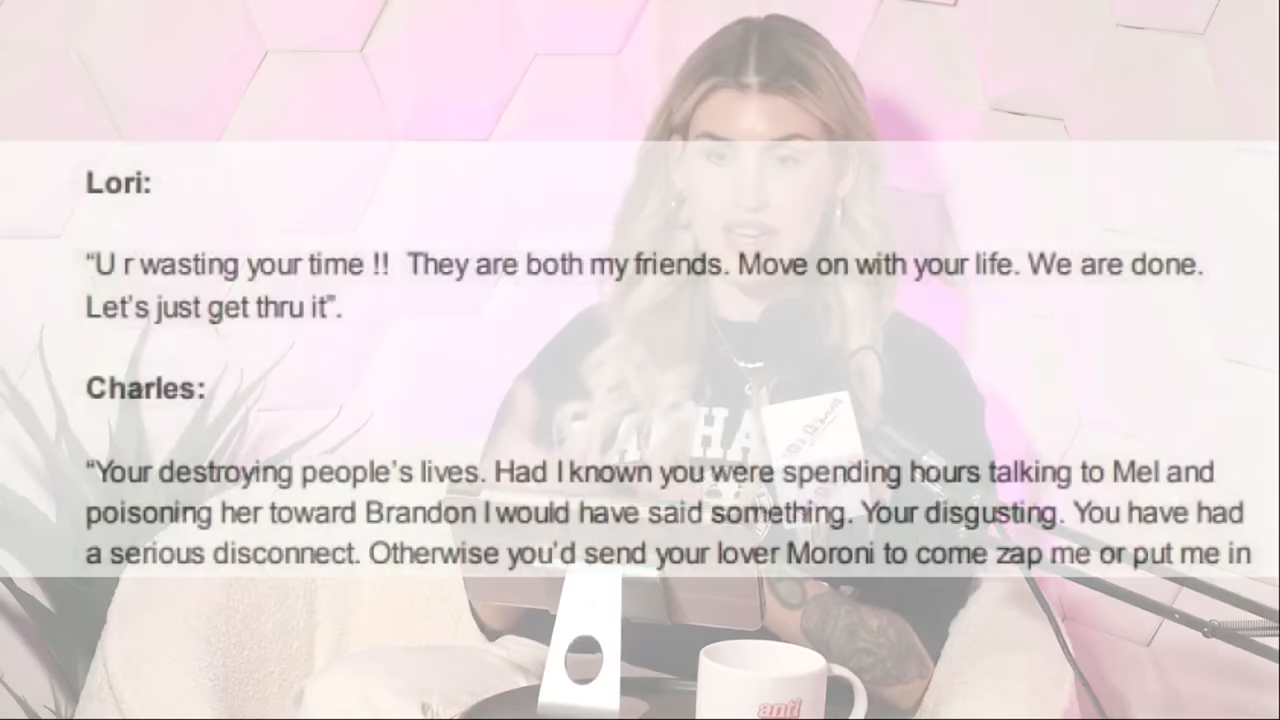 Lori:
“U r wasting your time !!  They are both my friends. Move on with your life. We are done.
Let’s just get thru it”.
Charles:
“Your destroying people’s lives. Had I known you were spending hours talking to Mel and
poisoning her toward Brandon I would have said something. Your disgusting. You have had
a serious disconnect. Otherwise you’d send your lover Moroni to come zap me or put me in
anti